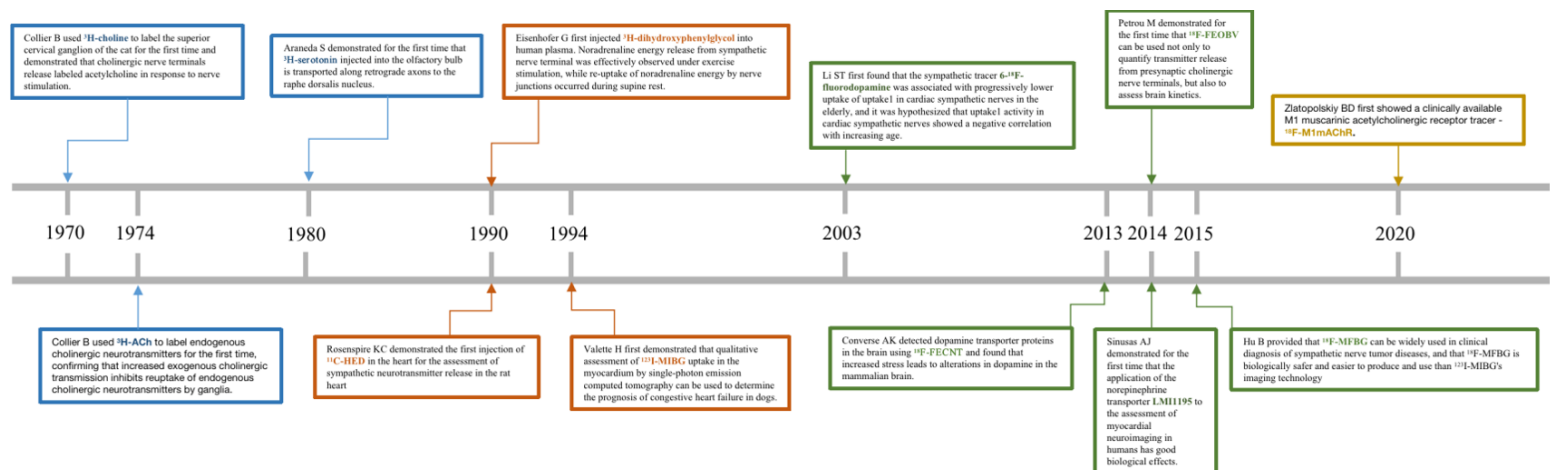 Collier B used ³H-choline to label the superior
cervical ganglion of the cat for the first time and
demonstrated that cholinergic nerve terminals
release labeled acetylcholine in response to nerve
stimulation.
Araneda S demonstrated for the first time that
³H-serotonin injected into the olfactory bulb
is transported along retrograde axons to the
raphe dorsalis nucleus.
Eisenhofer G first injected ³H-dihydroxyphenylglycol into
human plasma. Noradrenaline energy release from sympathetic
nerve terminal was effectively observed under exercise
stimulation, while re-uptake of noradrenaline energy by nerve
junctions occurred during supine rest.
Li ST first found that the sympathetic tracer 6-¹⁸F-
fluorodopamine was associated with progressively lower
uptake of uptake1 in cardiac sympathetic nerves in the
elderly, and it was hypothesized that uptake1 activity in
cardiac sympathetic nerves showed a negative correlation
with increasing age.
Petrou M demonstrated for
the first time that ¹⁸F-FEOBV
can be used not only to
quantify transmitter release
from presynaptic cholinergic
nerve terminals, but also to
assess brain kinetics.
Zlatopolskiy BD first showed a clinically available
M1 muscarinic acetylcholinergic receptor tracer -
¹⁸F-M1mAChR.
1970
1974
1980
1990
1994
2003
2013
2014
2015
2020
Collier B used ³H-ACh to label endogenous
cholinergic neurotransmitters for the first time,
confirming that increased exogenous cholinergic
transmission inhibits reuptake of endogenous
cholinergic neurotransmitters by ganglia.
Rosenspire KC demonstrated the first injection of
¹¹C-HED in the heart for the assessment of
sympathetic neurotransmitter release in the rat
heart
Valette H first demonstrated that qualitative
assessment of ¹²³I-MIBG uptake in the
myocardium by single-photon emission
computed tomography can be used to determine
the prognosis of congestive heart failure in dogs.
Converse AK detected dopamine transporter proteins
in the brain using ¹⁸F-FECNT and found that
increased stress leads to alterations in dopamine in the
mammalian brain.
Sinusas AJ
demonstrated for the
first time that the
application of the
norepinephrine
transporter LMI1195 to
the assessment of
myocardial
neuroimaging in
humans has good
biological effects.
Hu B provided that ¹⁸F-MFBG can be widely used in clinical
diagnosis of sympathetic nerve tumor diseases, and that ¹⁸F-MFBG is
biologically safer and easier to produce and use than ¹²³I-MIBG's
imaging technology